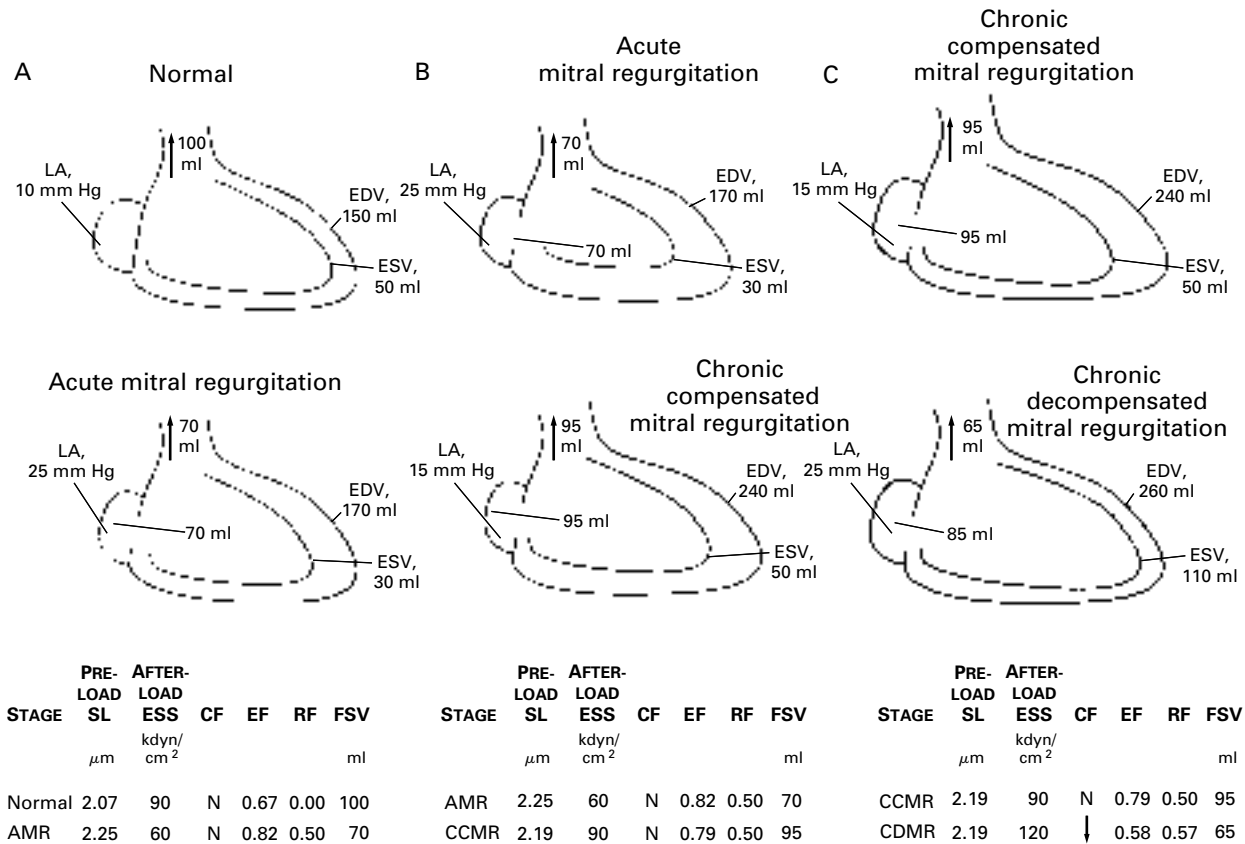 A
Normal
100
ml
LA,
10 mm Hg
EDV,
150 ml
ESV,
50 ml
Acute mitral regurgitation
70
ml
LA,
25 mm Hg
70 ml
EDV,
170 ml
ESV,
30 ml
PRE-
LOAD
SL
AFTER-
LOAD
ESS
STAGE CF EF RF FSV
μm kdyn/
cm 2 ml
Normal 2.07 90 N 0.67 0.00 100
AMR 2.25 60 N 0.82 0.50 70
B
Acute
mitral regurgitation
70
ml
LA,
25 mm Hg
70 ml
EDV,
170 ml
ESV,
30 ml
Chronic
compensated
mitral regurgitation
95
ml
LA,
15 mm Hg
95 ml
EDV,
240 ml
ESV,
50 ml
PRE-
LOAD
SL
AFTER-
LOAD
ESS
STAGE CF EF RF FSV
μm kdyn/
cm 2 ml
AMR 2.25 60 N 0.82 0.50 70
CCMR 2.19 90 N 0.79 0.50 95
C
Chronic
compensated
mitral regurgitation
95
ml
LA,
15 mm Hg
95 ml
EDV,
240 ml
ESV,
50 ml
Chronic
decompensated
mitral regurgitation
65
ml
LA,
25 mm Hg
85 ml
EDV,
260 ml
ESV,
110 ml
PRE-
LOAD
SL
AFTER-
LOAD
ESS
STAGE CF EF RF FSV
μm kdyn/
cm 2 ml
CCMR 2.19 90 N 0.79 0.50 95
CDMR 2.19 120 ↓ 0.58 0.57 65